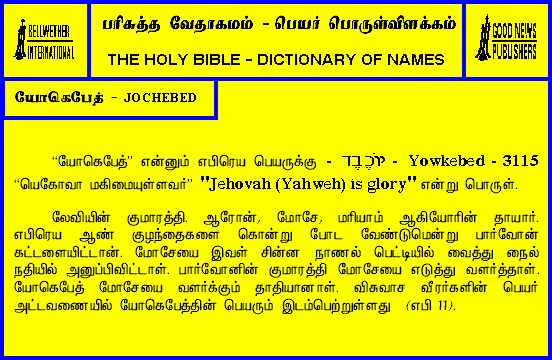 BELLWETHER
INTERNATIONAL
பரிசுத்த வேதாகமம் - பெயர் பொருள்விளக்கம்
THE HOLY BIBLE - DICTIONARY OF NAMES
GOOD NEWS
PUBLISHERS
யோகெபேத் - JOCHEBED
“யோகெபேத்” என்னும் எபிரெய பெயருக்கு - יוֹכֶבֶד - Yowkebed - 3115
“யெகோவா மகிமையுள்ளவர்” "Jehovah (Yahweh) is glory" என்று பொருள்.
லேவியின் குமாரத்தி. ஆரோன், மோசே, மரியாம் ஆகியோரின் தாயார்.
எபிரெய ஆண் குழந்தைகளை கொன்று போட வேண்டுமென்று பார்வோன்
கட்டளையிட்டான். மோசேயை இவள் சின்ன நாணல் பெட்டியில் வைத்து நைல்
நதியில் அனுப்பிவிட்டாள். பார்வோனின் குமாரத்தி மோசேயை எடுத்து வளர்த்தாள்.
யோகெபேத் மோசேயை வளர்க்கும் தாதியானாள். விசுவாச வீரர்களின் பெயர்
அட்டவணையில் யோகெபேத்தின் பெயரும் இடம்பெற்றுள்ளது (எபி 11).